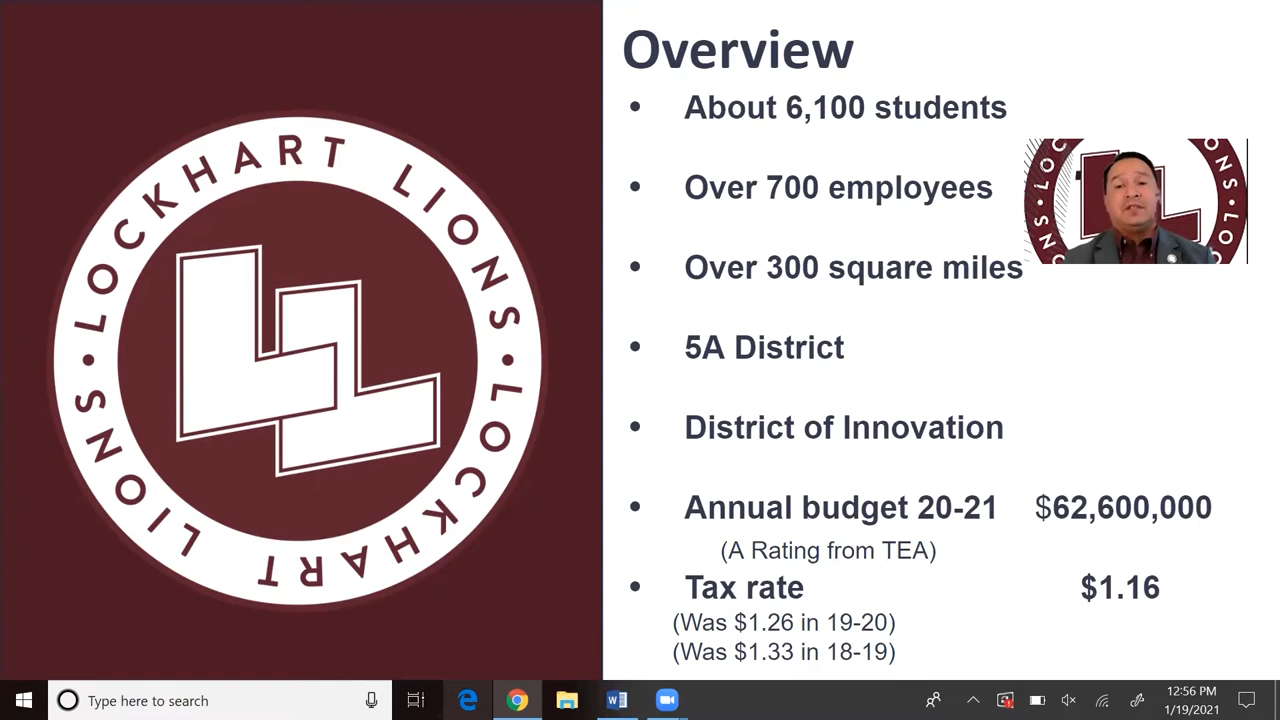 LOCKHART LIONS • LOCKHART LIONS •
LL
Overview
• About 6,100 students
• Over 700 employees
• Over 300 square miles
• 5A District
• District of Innovation
• Annual budget 20-21 $62,600,000
(A Rating from TEA)
• Tax rate $1.16
(Was $1.26 in 19-20)
(Was $1.33 in 18-19)
Type here to search
12:56 PM
1/19/2021